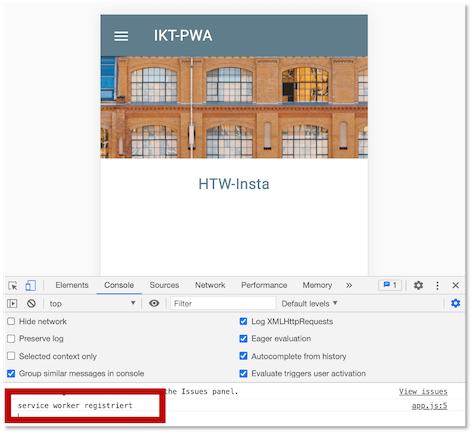 IKT-PWA
HTW-Insta
Elements Console Sources Network Performance Memory » 1
top Filter Default levels
Hide network Log XMLHttpRequests
Preserve log Eager evaluation
Selected context only Autocomplete from history
Group similar messages in console Evaluate triggers user activation
the Issues panel. View issues
service worker registriert app.js:5